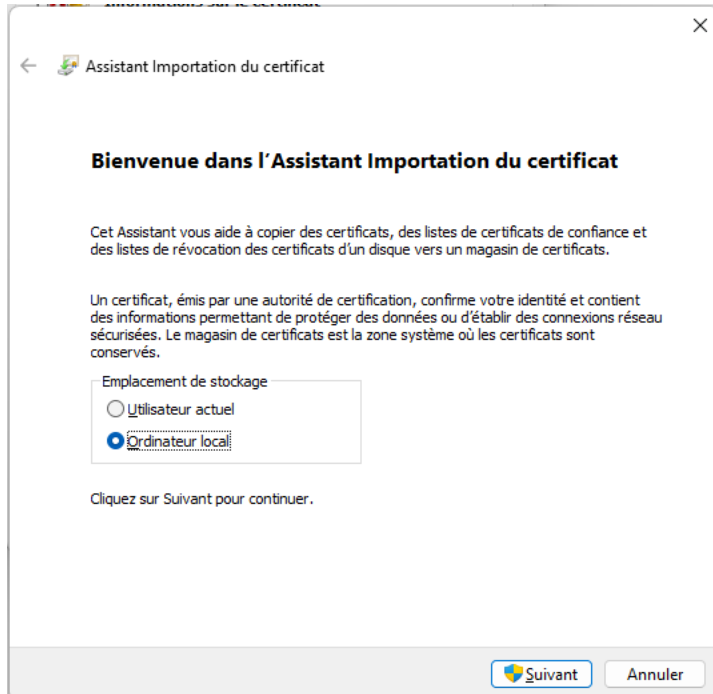 Informations sur le certificat
Assistant Importation du certificat
Bienvenue dans l'Assistant Importation du certificat
Cet Assistant vous aide à copier des certificats, des listes de certificats de confiance et
des listes de révocation des certificats d'un disque vers un magasin de certificats.
Un certificat, émis par une autorité de certification, confirme votre identité et contient
des informations permettant de protéger des données ou d'établir des connexions réseau
sécurisées. Le magasin de certificats est la zone système où les certificats sont
conservés.
Emplacement de stockage
Utilisateur actuel
Ordinateur local
Cliquez sur Suivant pour continuer.
Suivant Annuler